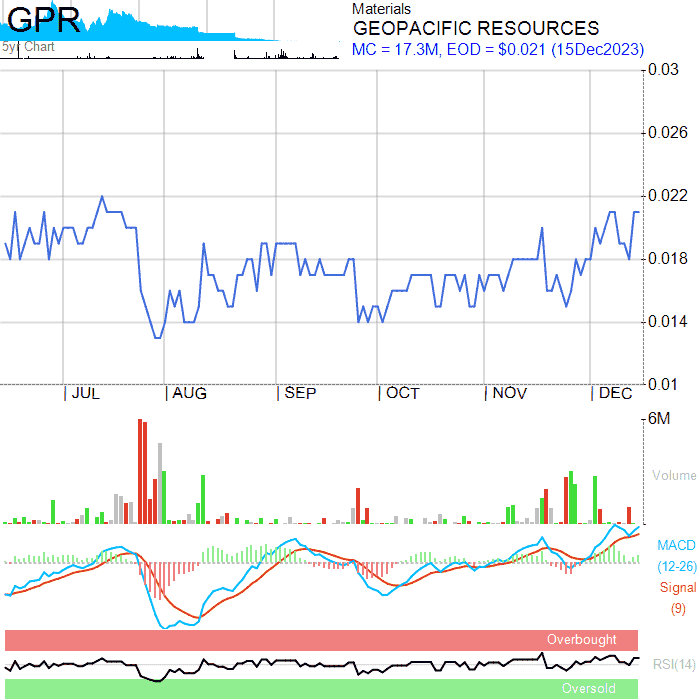 GPR
5yr Chart
Materials
GEOPACIFIC RESOURCES
MC = 17.3M, EOD = $0.021 (15Dec2023)
0.03
0.026
0.022
0.018
0.014
0.01
JUL AUG SEP OCT NOV DEC
6M
Volume
MACD
(12-26)
Signal
(9)
Overbought
RSI(14)
Oversold